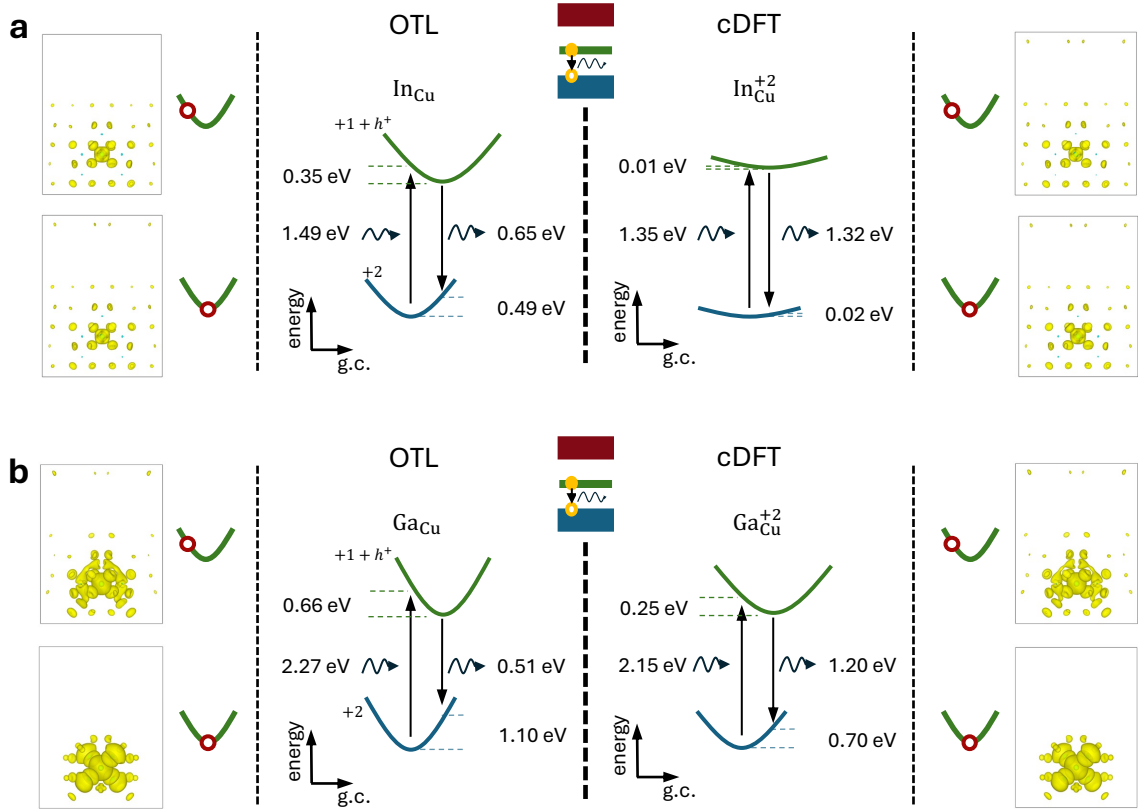 a
OTL
cDFT
In_Cu
In_Cu^+2
+1 + h^+
0.35 eV
0.01 eV
1.49 eV
0.65 eV
1.35 eV
1.32 eV
+2
0.49 eV
0.02 eV
energy
g.c.
energy
g.c.
b
OTL
cDFT
Ga_Cu
Ga_Cu^+2
+1 + h^+
0.66 eV
0.25 eV
2.27 eV
0.51 eV
2.15 eV
1.20 eV
+2
1.10 eV
0.70 eV
energy
g.c.
energy
g.c.